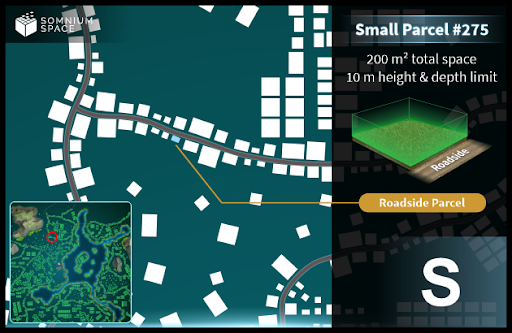 SOMNIUM
SPACE
Small Parcel #275
200 m² total space
10 m height & depth limit
Roadside
Roadside Parcel
S